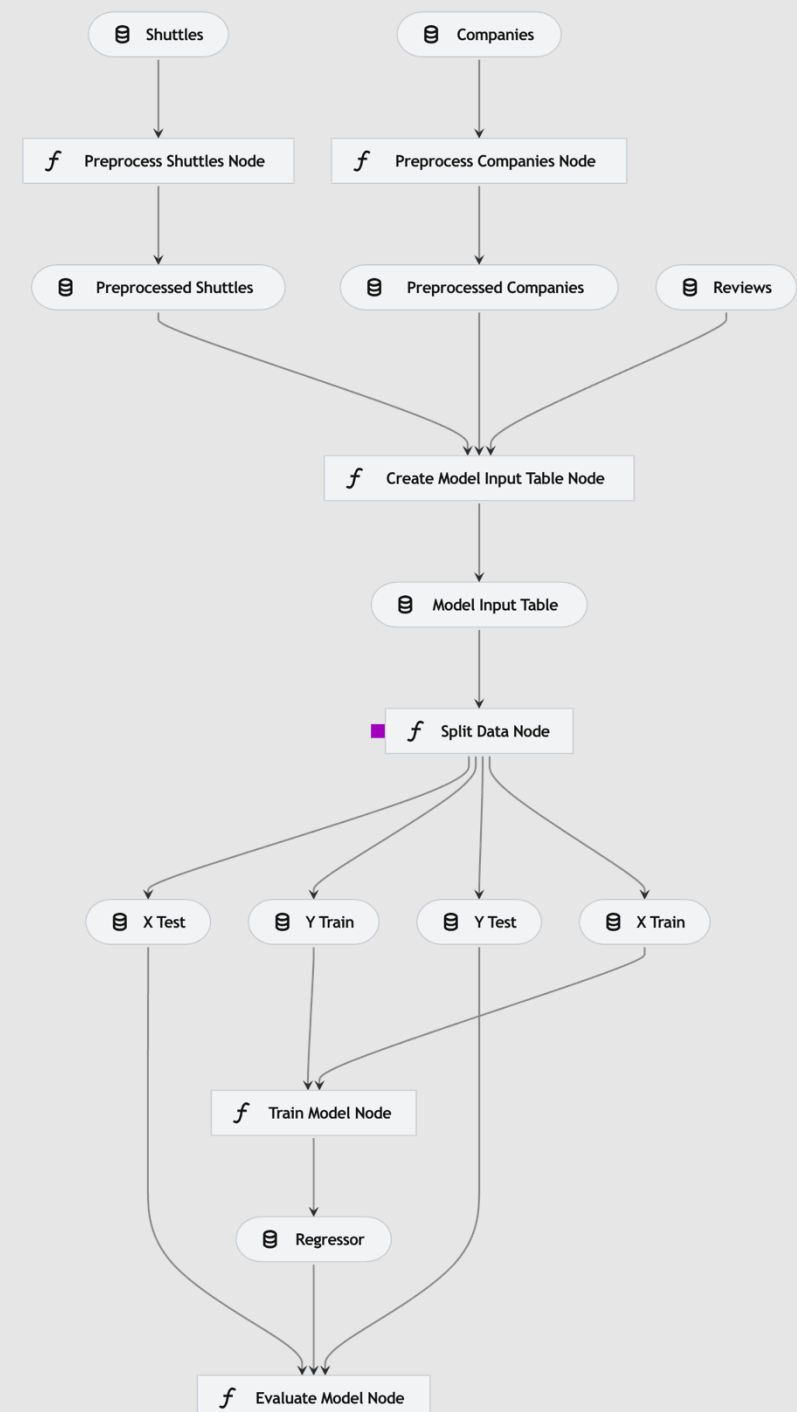 Shuttles
Companies
Preprocess Shuttles Node
Preprocess Companies Node
Preprocessed Shuttles
Preprocessed Companies
Reviews
Create Model Input Table Node
Model Input Table
Split Data Node
X Test
Y Train
Y Test
X Train
Train Model Node
Regressor
Evaluate Model Node